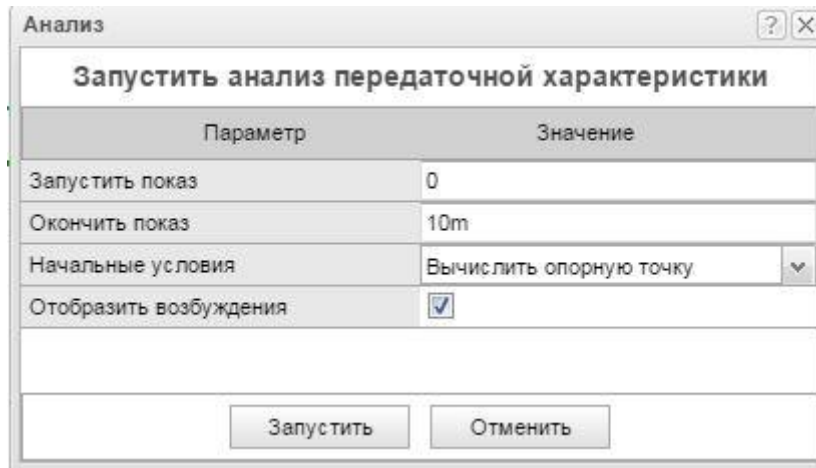 Анализ
Запустить анализ передаточной характеристики
Параметр Значение
Запустить показ 0
Окончить показ 10m
Начальные условия Вычислить опорную точку
Отобразить возбуждения
Запустить Отменить